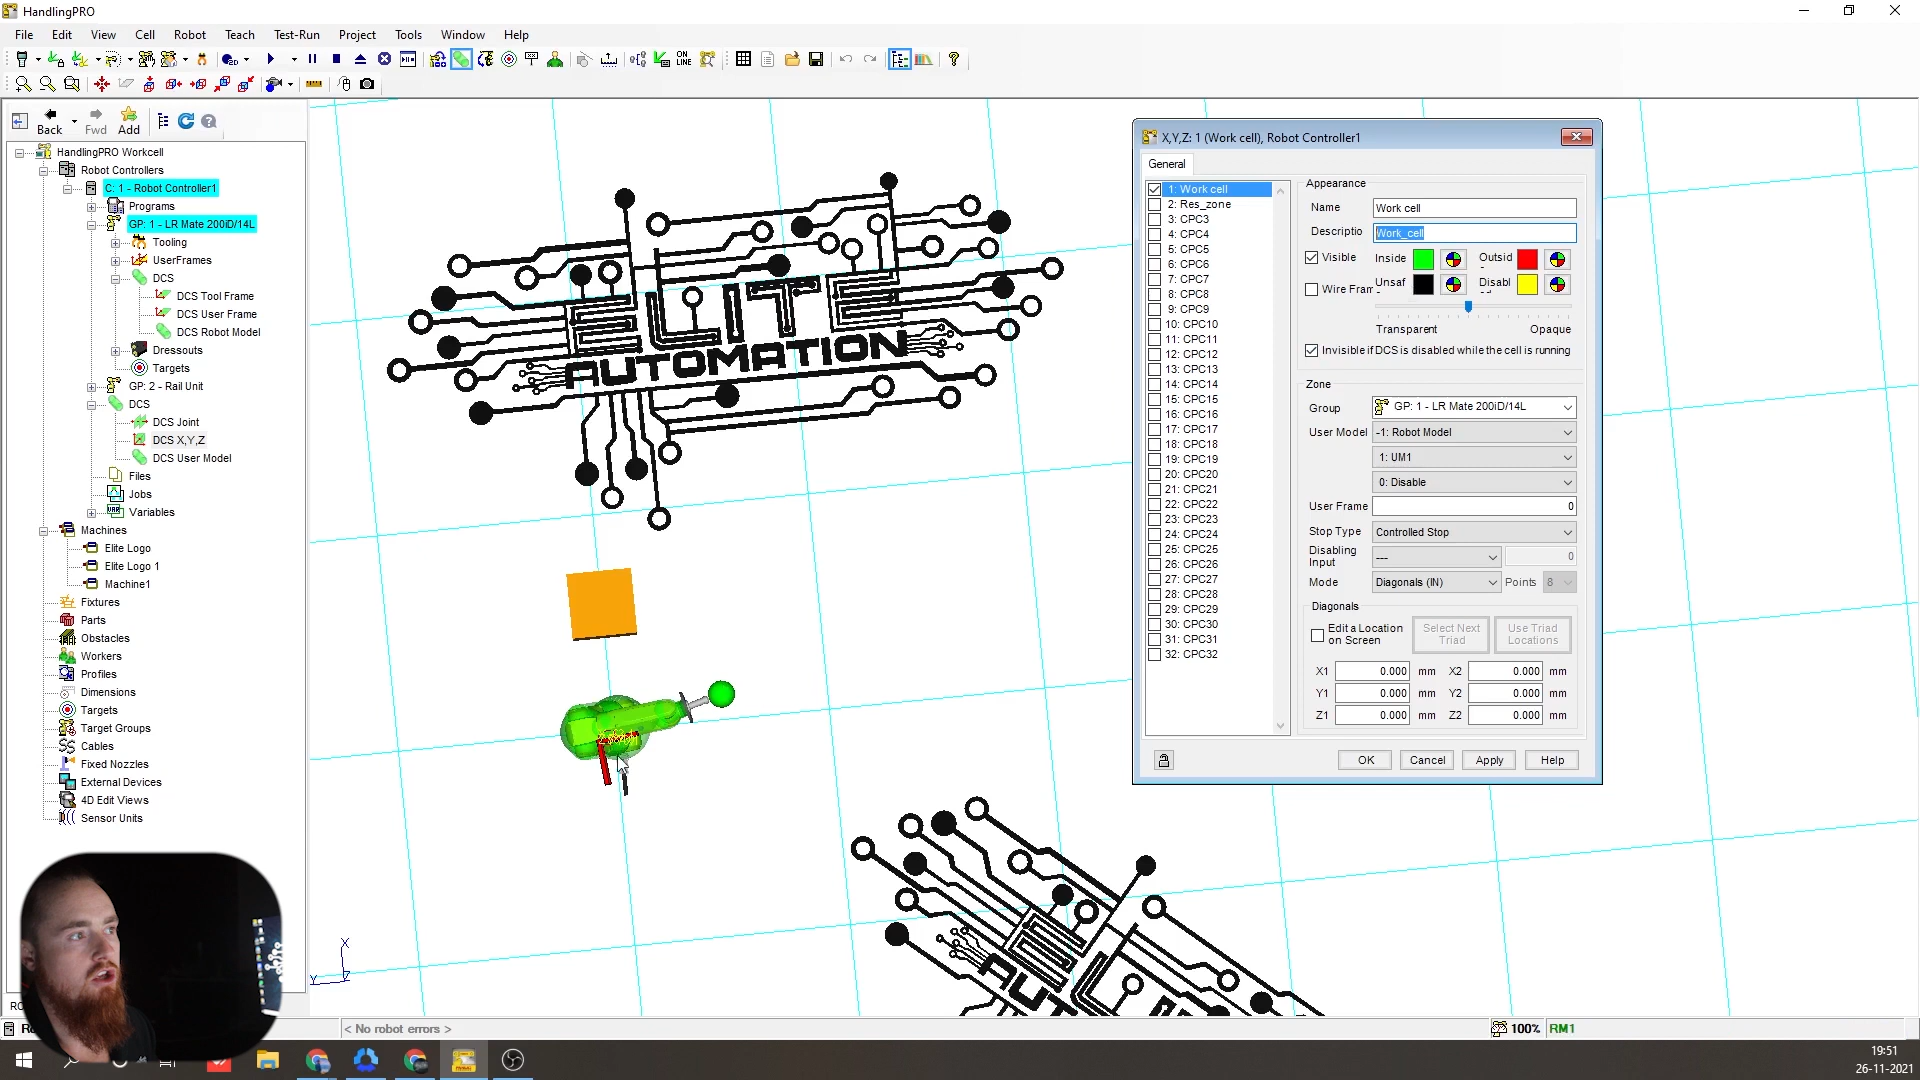 HandlingPRO
File Edit View Cell Robot Teach Test-Run Project Tools Window Help
ON
LINE
Back Fwd Add
HandlingPRO Workcell
Robot Controllers
C: 1 - Robot Controller1
Programs
GP: 1 - LR Mate 200iD/14L
Tooling
UserFrames
DCS
DCS Tool Frame
DCS User Frame
DCS Robot Model
Dressouts
Targets
GP: 2 - Rail Unit
DCS
DCS Joint
DCS X,Y,Z
DCS User Model
Files
Jobs
Variables
Machines
Elite Logo
Elite Logo 1
Machine1
Fixtures
Parts
Obstacles
Workers
Profiles
Dimensions
Targets
Target Groups
Cables
Fixed Nozzles
External Devices
4D Edit Views
Sensor Units
ELITE
AUTOMATION
X
Y
X,Y,Z: 1 (Work cell), Robot Controller1
General
1: Work cell
2: Res_zone
3: CPC3
4: CPC4
5: CPC5
6: CPC6
7: CPC7
8: CPC8
9: CPC9
10: CPC10
11: CPC11
12: CPC12
13: CPC13
14: CPC14
15: CPC15
16: CPC16
17: CPC17
18: CPC18
19: CPC19
20: CPC20
21: CPC21
22: CPC22
23: CPC23
24: CPC24
25: CPC25
26: CPC26
27: CPC27
28: CPC28
29: CPC29
30: CPC30
31: CPC31
32: CPC32
Appearance
Name Work cell
Descriptio Work_cell
Visible Inside Outsid
Wire Fram Unsaf Disabl
Transparent Opaque
Invisible if DCS is disabled while the cell is running
Zone
Group GP: 1 - LR Mate 200iD/14L
User Model -1: Robot Model
1: UM1
0: Disable
User Frame 0
Stop Type Controlled Stop
Disabling
Input --- 0
Mode Diagonals (IN) Points 8
Diagonals
Edit a Location
on Screen
Select Next
Triad
Use Triad
Locations
X1 0.000 mm X2 0.000 mm
Y1 0.000 mm Y2 0.000 mm
Z1 0.000 mm Z2 0.000 mm
OK Cancel Apply Help
< No robot errors >
100% RM1
19:51
26-11-2021